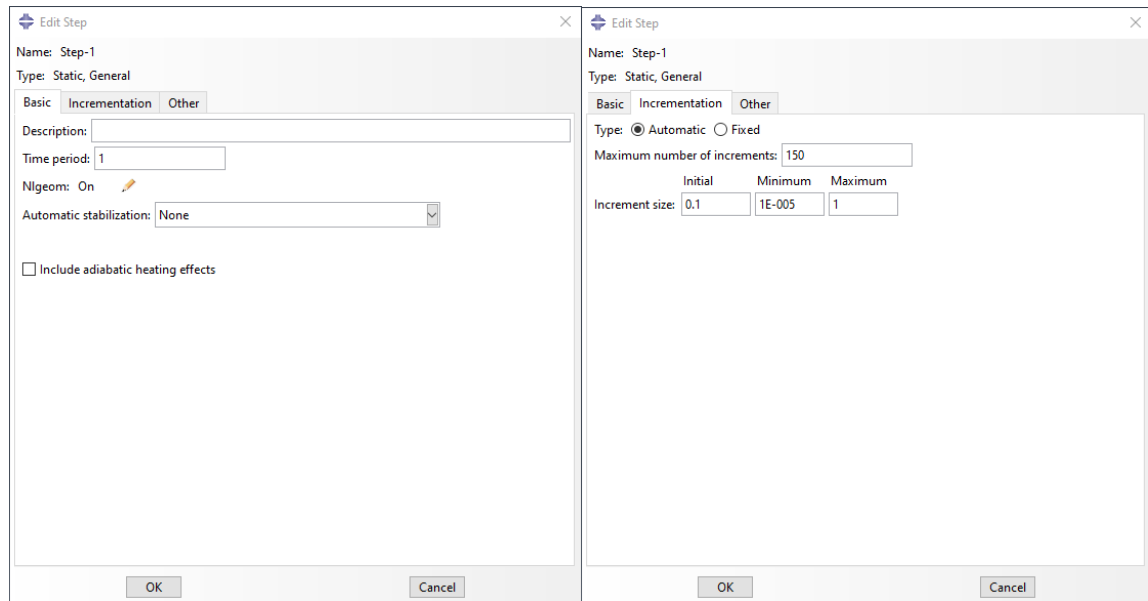 Edit Step
Name: Step-1
Type: Static, General
Basic Incrementation Other
Description:
Time period: 1
Nlgeom: On
Automatic stabilization: None
Include adiabatic heating effects
OK Cancel
Edit Step
Name: Step-1
Type: Static, General
Basic Incrementation Other
Type: Automatic Fixed
Maximum number of increments: 150
Initial Minimum Maximum
Increment size: 0.1 1E-005 1
OK Cancel